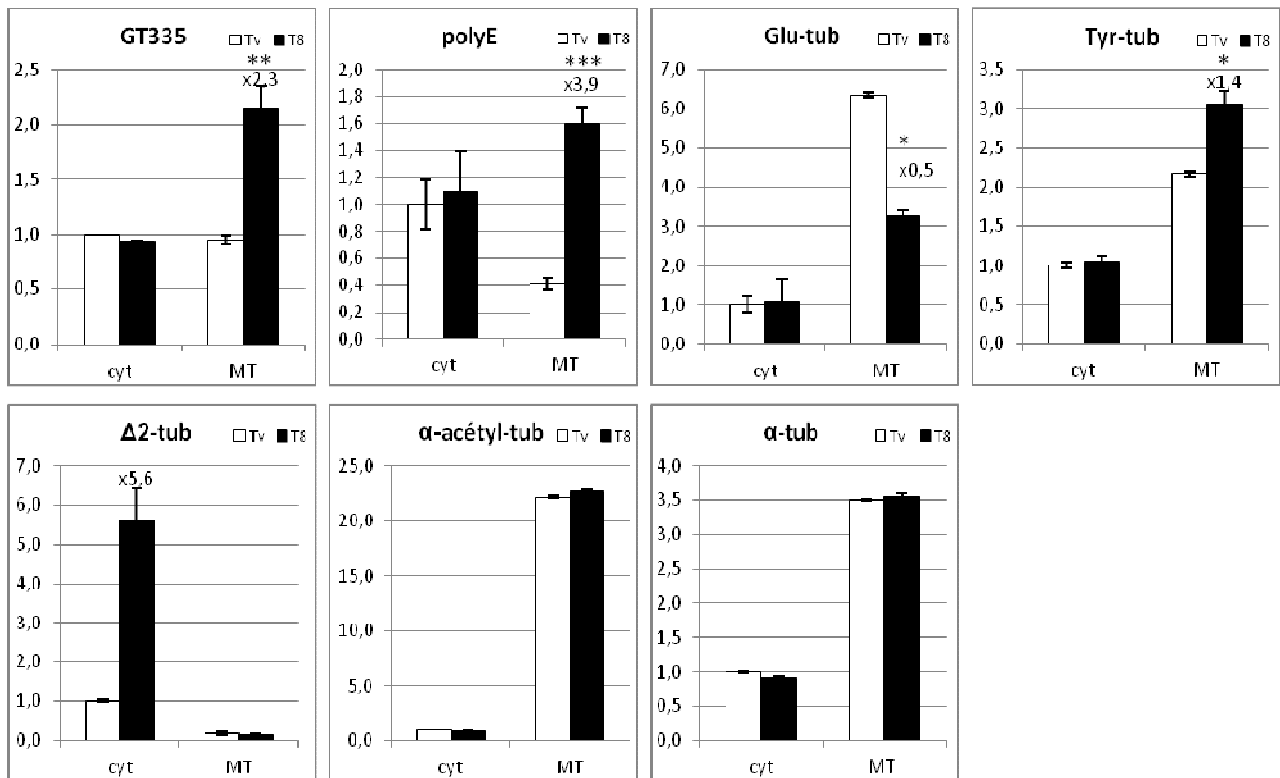 GT335
Tv T8
**
x2,3
2,5
2,0
1,5
1,0
0,5
0,0
cyt MT
polyE
Tv T8
***
x3,9
2,0
1,8
1,6
1,4
1,2
1,0
0,8
0,6
0,4
0,2
0,0
cyt MT
Glu-tub
Tv T8
7,0
6,0
5,0
4,0
3,0
2,0
1,0
0,0
*
x0,5
cyt MT
Tyr-tub
Tv T8
*
x1,4
3,5
3,0
2,5
2,0
1,5
1,0
0,5
0,0
cyt MT
Δ2-tub
Tv T8
x5,6
7,0
6,0
5,0
4,0
3,0
2,0
1,0
0,0
cyt MT
α-acétyl-tub
Tv T8
25,0
20,0
15,0
10,0
5,0
0,0
cyt MT
α-tub
Tv T8
4,0
3,5
3,0
2,5
2,0
1,5
1,0
0,5
0,0
cyt MT